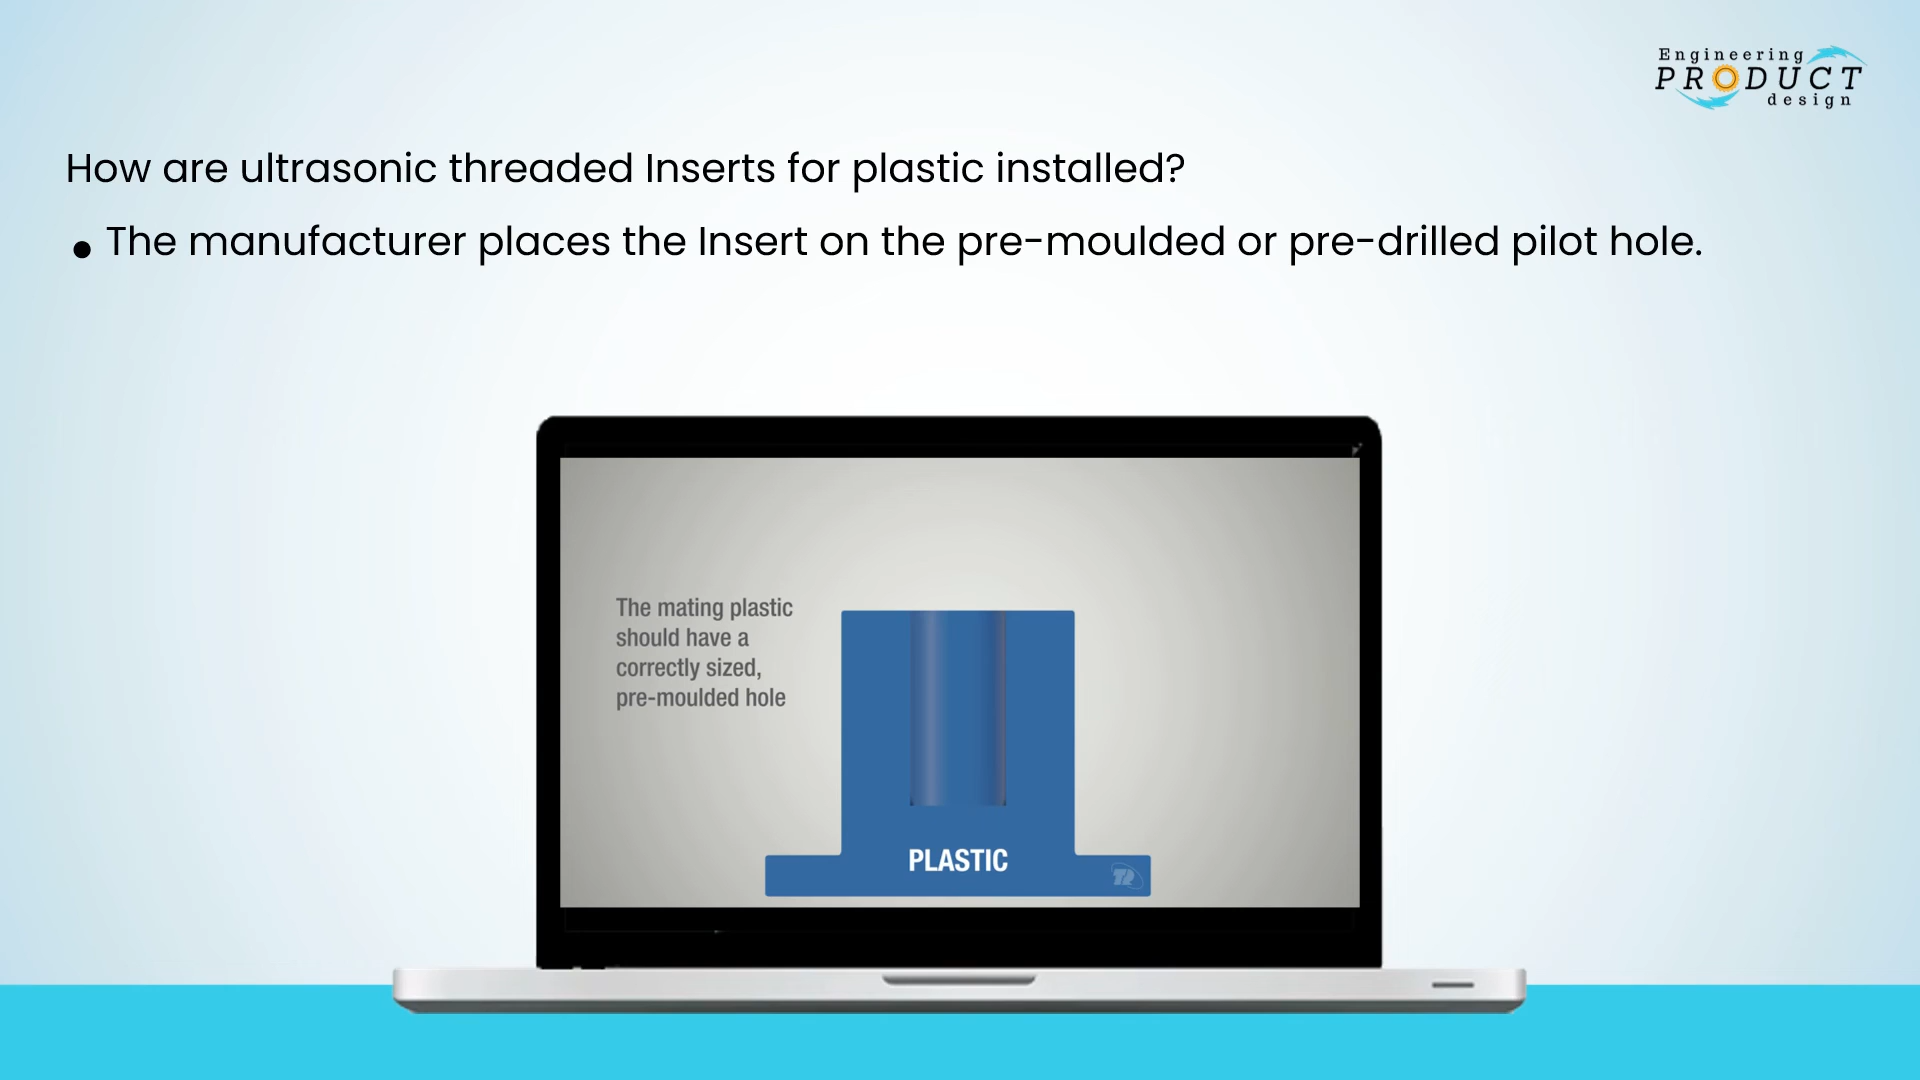 Engineering
PRODUCT
design
How are ultrasonic threaded Inserts for plastic installed?
• The manufacturer places the Insert on the pre-moulded or pre-drilled pilot hole.
The mating plastic
should have a
correctly sized,
pre-moulded hole
PLASTIC
TR